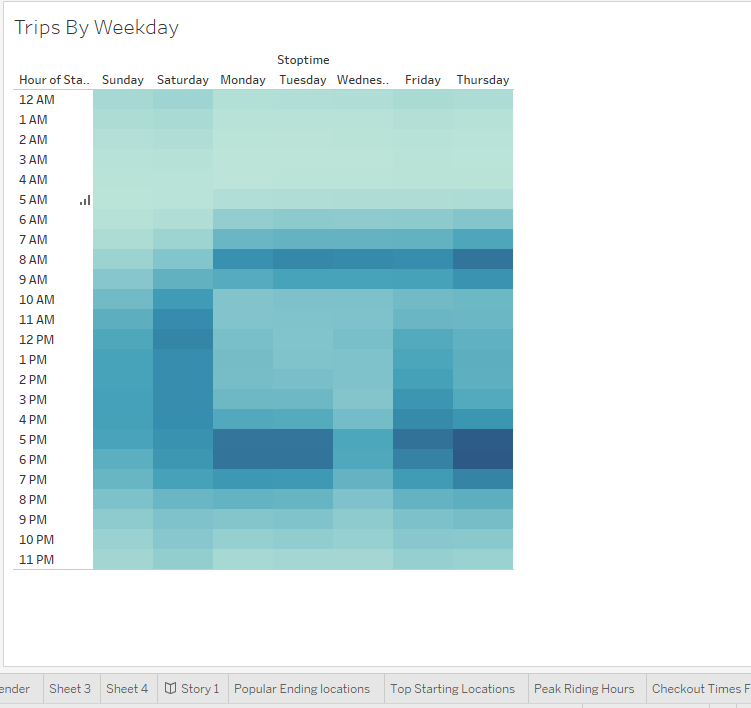 Trips By Weekday
Stoptime
Hour of Sta.. Sunday Saturday Monday Tuesday Wednes.. Friday Thursday
12 AM
1 AM
2 AM
3 AM
4 AM
5 AM
6 AM
7 AM
8 AM
9 AM
10 AM
11 AM
12 PM
1 PM
2 PM
3 PM
4 PM
5 PM
6 PM
7 PM
8 PM
9 PM
10 PM
11 PM
ender Sheet 3 Sheet 4 Story 1 Popular Ending locations Top Starting Locations Peak Riding Hours Checkout Times F